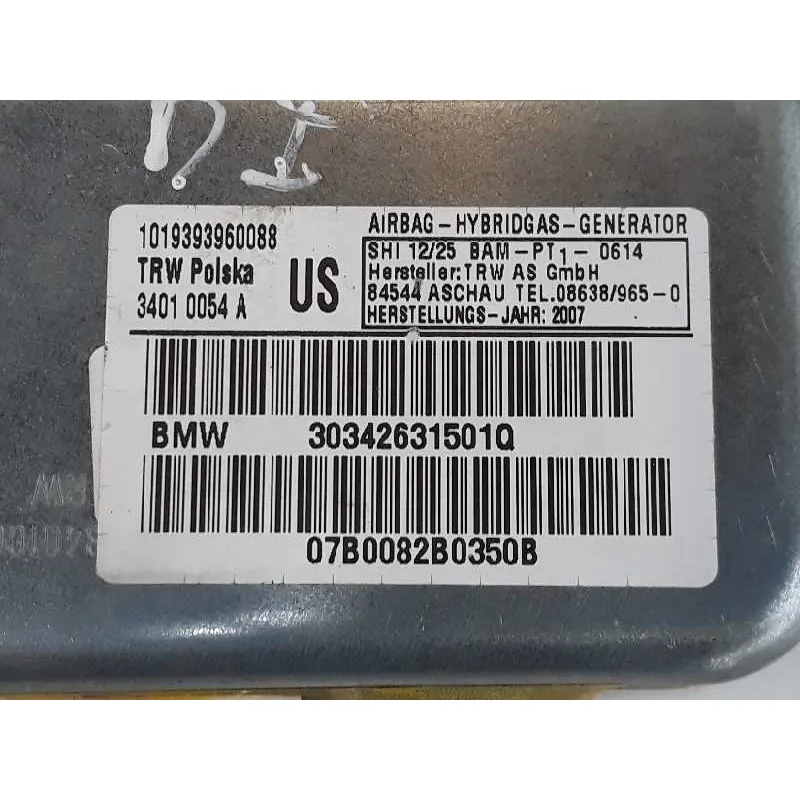 DI
1019393960088
TRW Polska
3401 0054 A
US
AIRBAG-HYBRIDGAS-GENERATOR
SHI 12/25 BAM-PT1- 0614
Hersteller:TRW AS GmbH
84544 ASCHAU TEL.08638/965-0
HERSTELLUNGS- JAHR: 2007
BMW 30342631501Q
07B0082B0350B